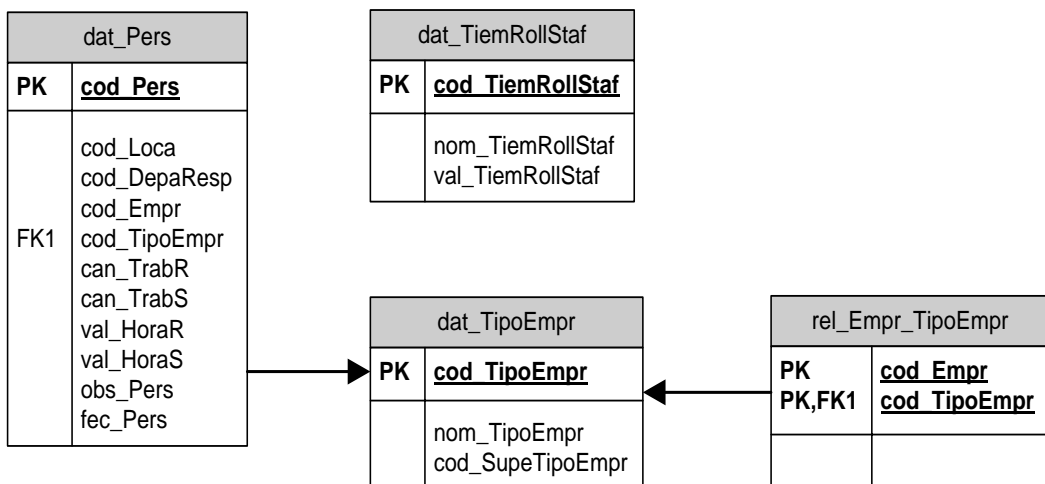 dat_Pers
PK cod_Pers
cod_Loca
cod_DepaResp
cod_Empr
FK1 cod_TipoEmpr
can_TrabR
can_TrabS
val_HoraR
val_HoraS
obs_Pers
fec_Pers
dat_TiemRollStaf
PK cod_TiemRollStaf
nom_TiemRollStaf
val_TiemRollStaf
dat_TipoEmpr
PK cod_TipoEmpr
nom_TipoEmpr
cod_SupeTipoEmpr
rel_Empr_TipoEmpr
PK cod_Empr
PK,FK1 cod_TipoEmpr